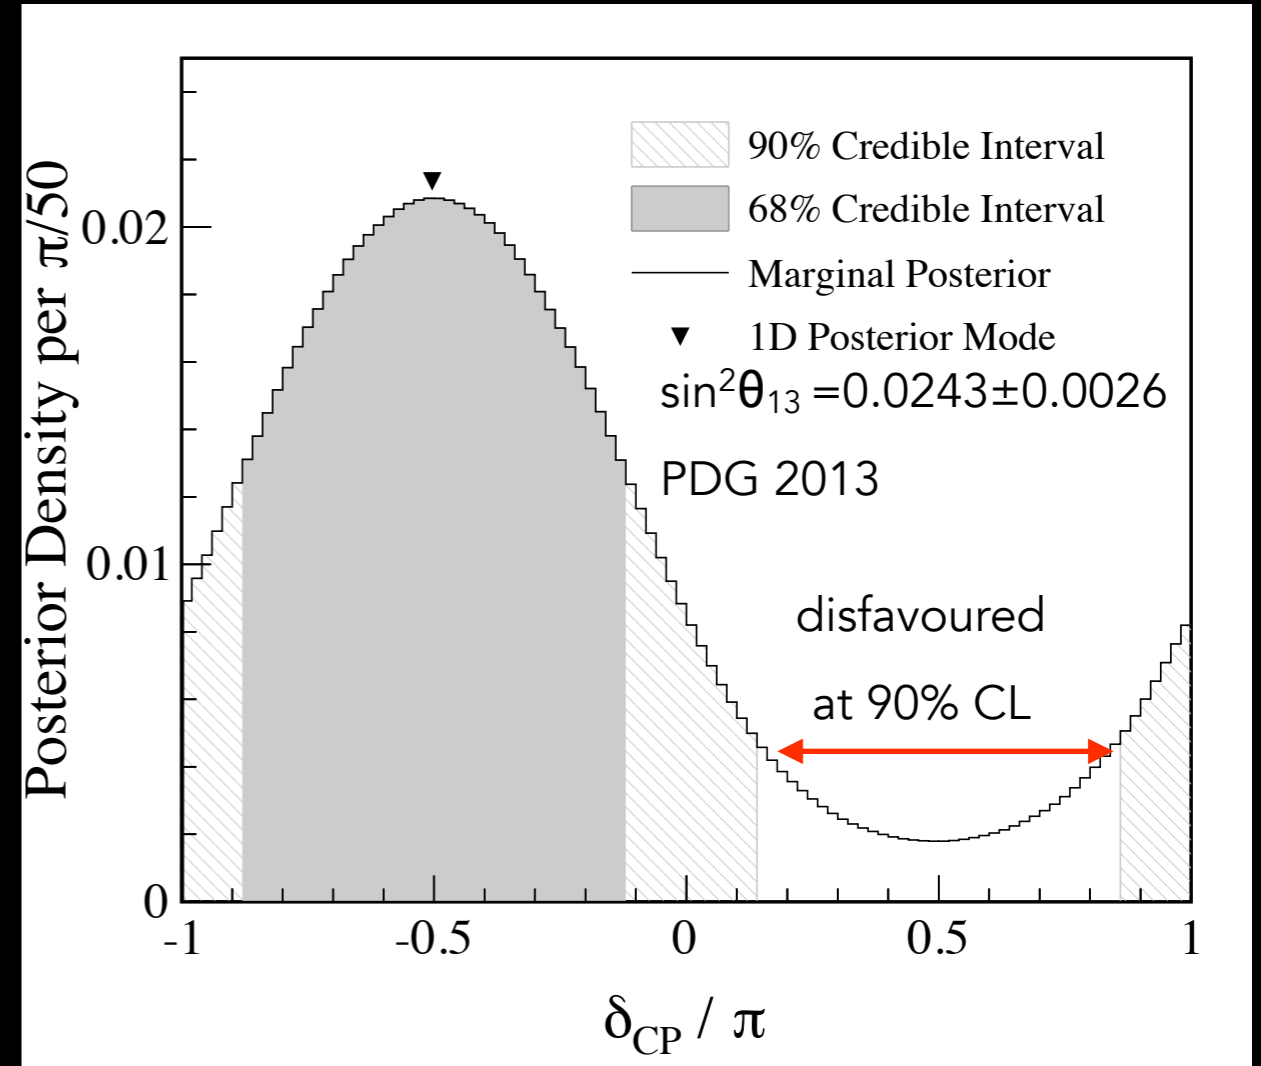 90% Credible Interval
68% Credible Interval
Marginal Posterior
▼ 1D Posterior Mode
sin²θ₁₃ =0.0243±0.0026
PDG 2013
disfavoured
at 90% CL
Posterior Density per π/50
0.02
0.01
0
-1 -0.5 0 0.5 1
δ_CP / π